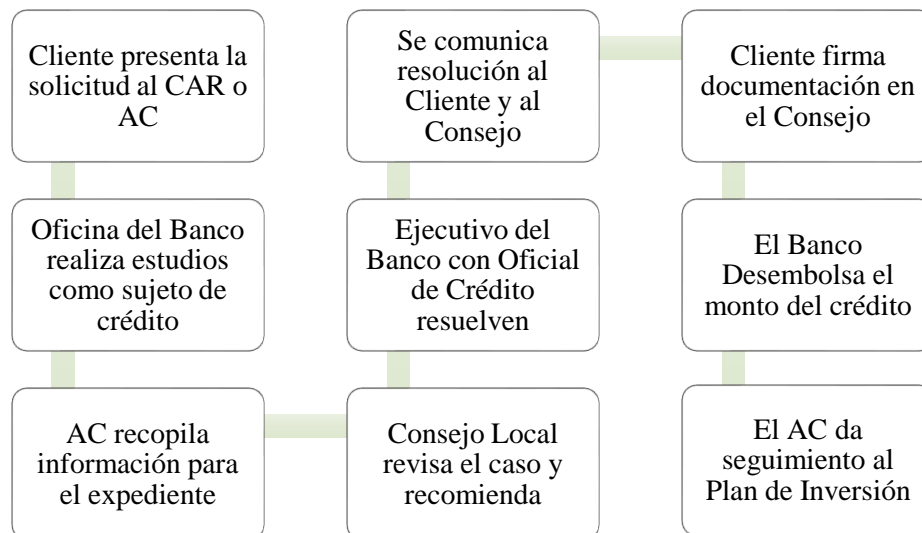 Cliente presenta la
solicitud al CAR o
AC
Oficina del Banco
realiza estudios
como sujeto de
crédito
AC recopila
información para
el expediente
Consejo Local
revisa el caso y
recomienda
Ejecutivo del
Banco con Oficial
de Crédito
resuelven
Se comunica
resolución al
Cliente y al
Consejo
Cliente firma
documentación en
el Consejo
El Banco
Desembolsa el
monto del crédito
El AC da
seguimiento al
Plan de Inversión